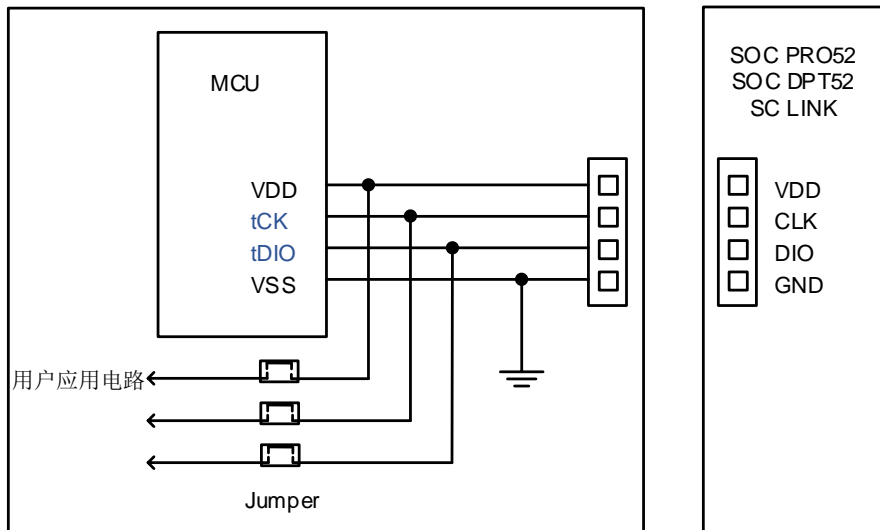 MCU
VDD
tCK
tDIO
VSS
用户应用电路
Jumper
SOC PRO52
SOC DPT52
SC LINK
VDD
CLK
DIO
GND